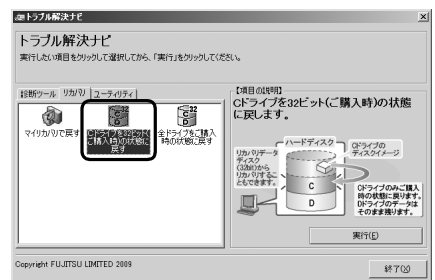 トラブル解決ナビ
トラブル解決ナビ
実行したい項目をクリックして選択してから、「実行」をクリックしてください。
診断ツール
リカバリ
ユーティリティ
マイリカバリで戻す
Cドライブを32ビット(ご購入時)の状態に戻す
全ドライブをご購入時の状態に戻す
【項目の説明】
Cドライブを32ビット(ご購入時)の状態
に戻します。
ハードディスク
Cドライブの
ディスクイメージ
リカバリデータ
ディスク
(32bit)から
リカバリするこ
ともできます。
C
D
Cドライブのみご購入
時の状態に戻ります。
Dドライブのデータは
そのまま残ります。
実行(E)
Copyright FUJITSU LIMITED 2009
終了(X)